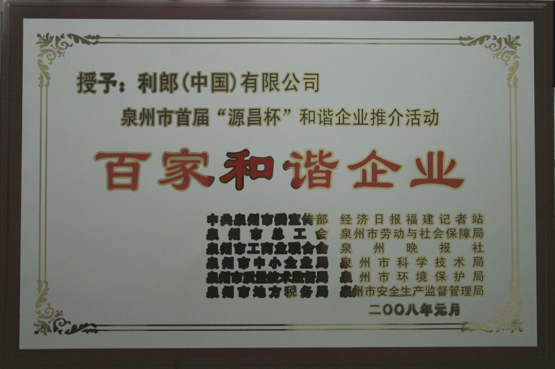 授予：利郎(中国)有限公司
泉州市首届“源昌杯”和谐企业推介活动
百家和谐企业
中共泉州市委宣传部 经济日报福建记者站
泉州市总工会 泉州市劳动与社会保障局
泉州市工商业联合会 泉州晚报社
泉州市中小企业局 泉州市科学技术局
泉州市质量技术监督局 泉州市环境保护局
泉州市地方税务局 泉州市安全生产监督管理局
二〇〇八年元月